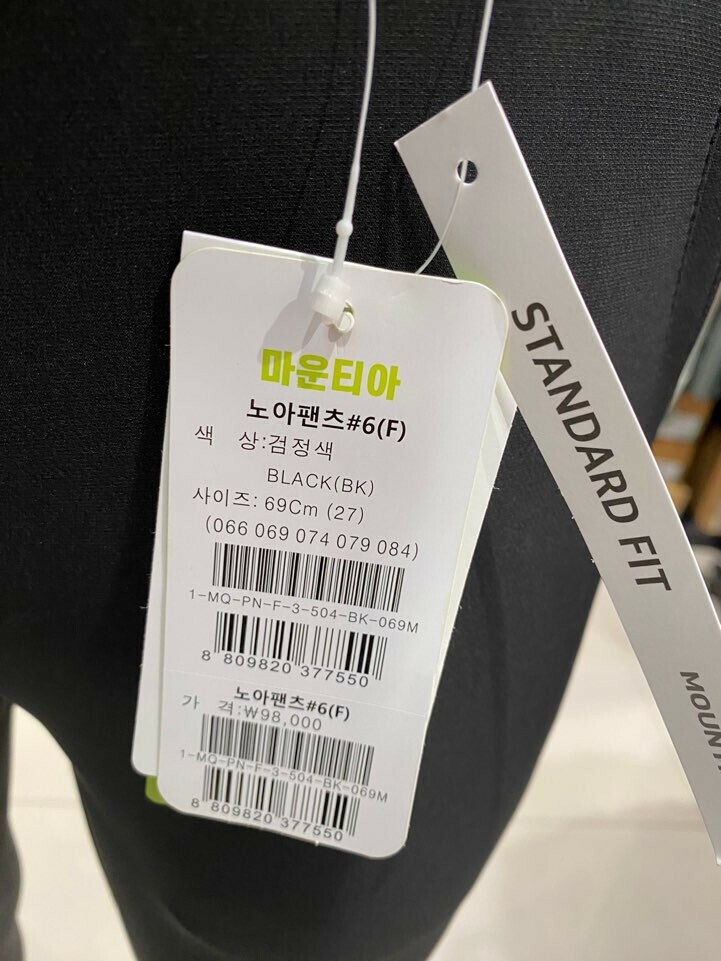 마운티아
노아팬츠#6(F)
색 상:검정색
BLACK(BK)
사이즈: 69Cm (27)
(066 069 074 079 084)
1-MQ-PN-F-3-504-BK-069M
8 809820 377550
노아팬츠#6(F)
가 격:₩98,000
1-MQ-PN-F-3-504-BK-069M
8 809820 377550
STANDARD FIT